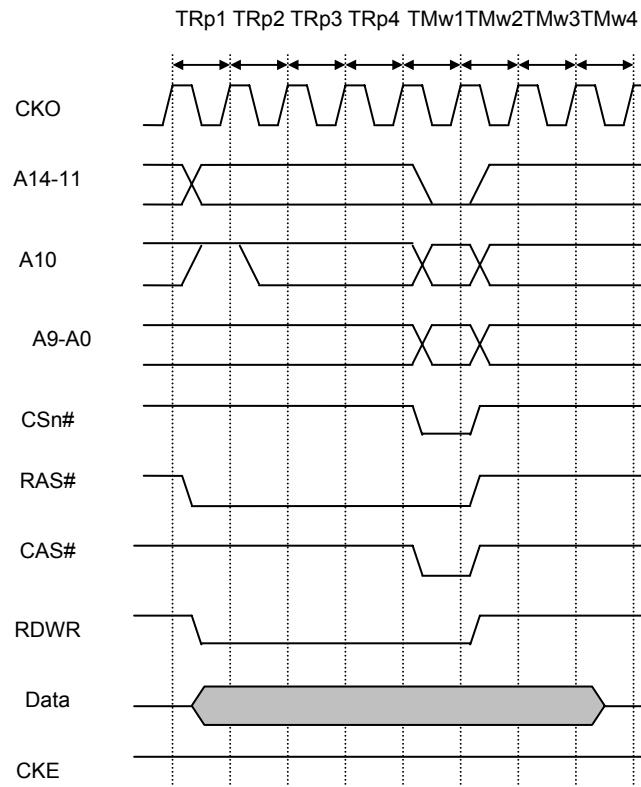 TRp1 TRp2 TRp3 TRp4 TMw1TMw2TMw3TMw4
CKO
A14-11
A10
A9-A0
CSn#
RAS#
CAS#
RDWR
Data
CKE